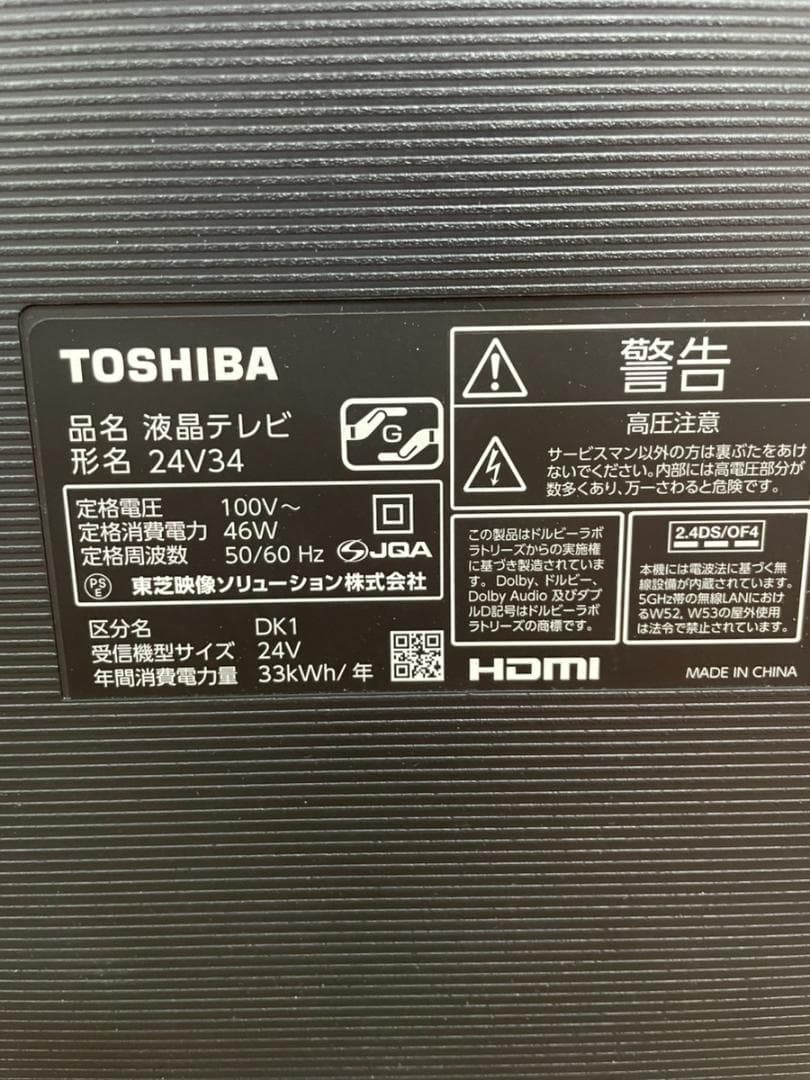 TOSHIBA
品名 液晶テレビ
形名 24V34
G
定格電圧 100V～
定格消費電力 46W
定格周波数 50/60 Hz
JQA
PSE 東芝映像ソリューション株式会社
区分名 DK1
受信機型サイズ 24V
年間消費電力量 33kWh/年
警告
高圧注意
サービスマン以外の方は裏ぶたをあけ
ないでください。内部には高電圧部分が
数多くあり、万一さわると危険です。
この製品はドルビーラボ
ラトリーズからの実施権
に基づき製造されていま
す。Dolby、ドルビー、
Dolby Audio 及びダブ
ルD記号はドルビーラボ
ラトリーズの商標です。
2.4DS/OF4
本機には電波法に基づく無
線設備が内蔵されています。
5GHz帯の無線LANにおけ
るW52, W53の屋外使用
は法令で禁止されています。
HDMI
MADE IN CHINA